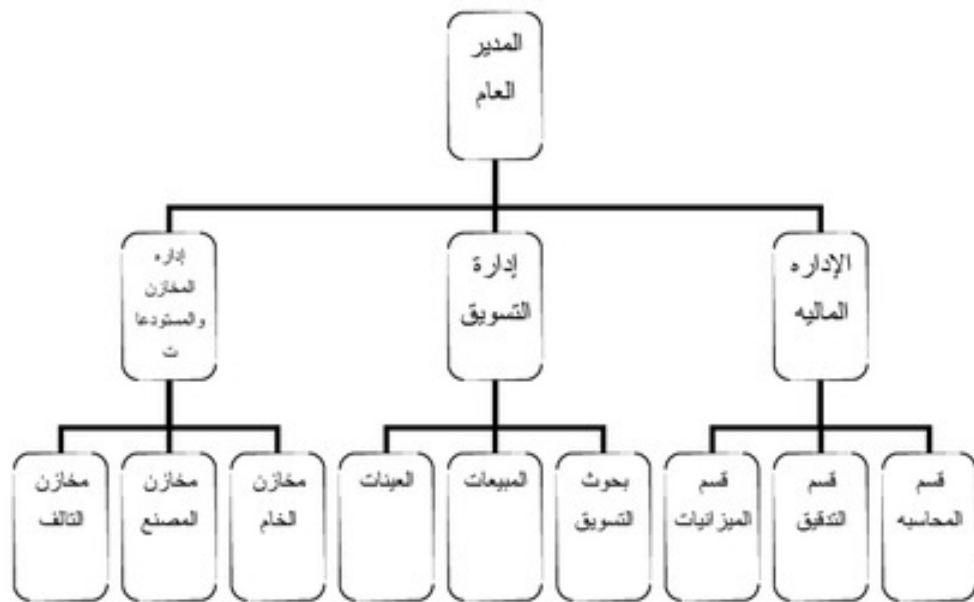 المدير
العام
الإداره
الماليه
إدارة
التسويق
إداره
المخازن
والمستودعا
ت
قسم
المحاسبه
قسم
التدقيق
قسم
الميزانيات
بحوث
التسويق
المبيعات
العينات
مخازن
الخام
مخازن
المصنع
مخازن
التالف